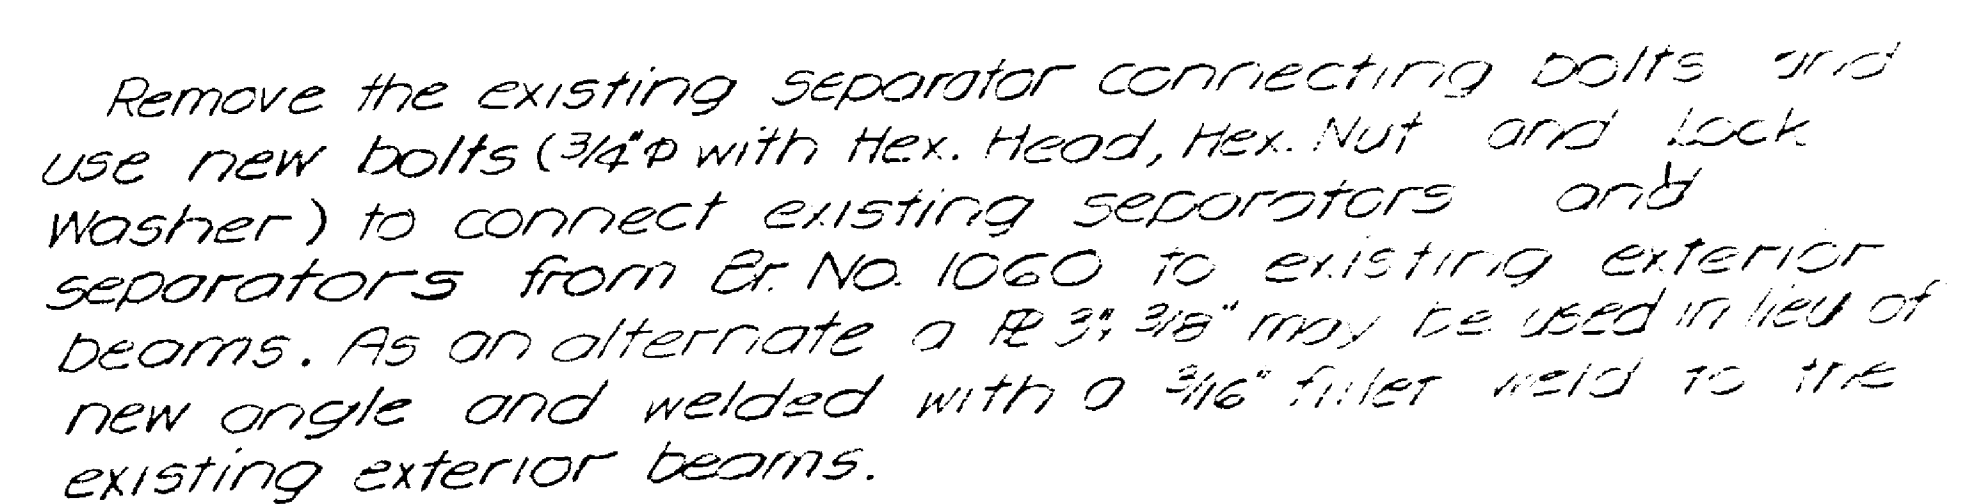 Remove the existing separator connecting bolts and
use new bolts (3/4"Φ with Hex. Head, Hex. Nut and Lock
Washer) to connect existing separators and
separators from Br. No. 1060 to existing exterior
beams. As an alternate a PL 3"x 3/8" may be used in lieu of
new angle and welded with a 3/16" fillet weld to the
existing exterior beams.